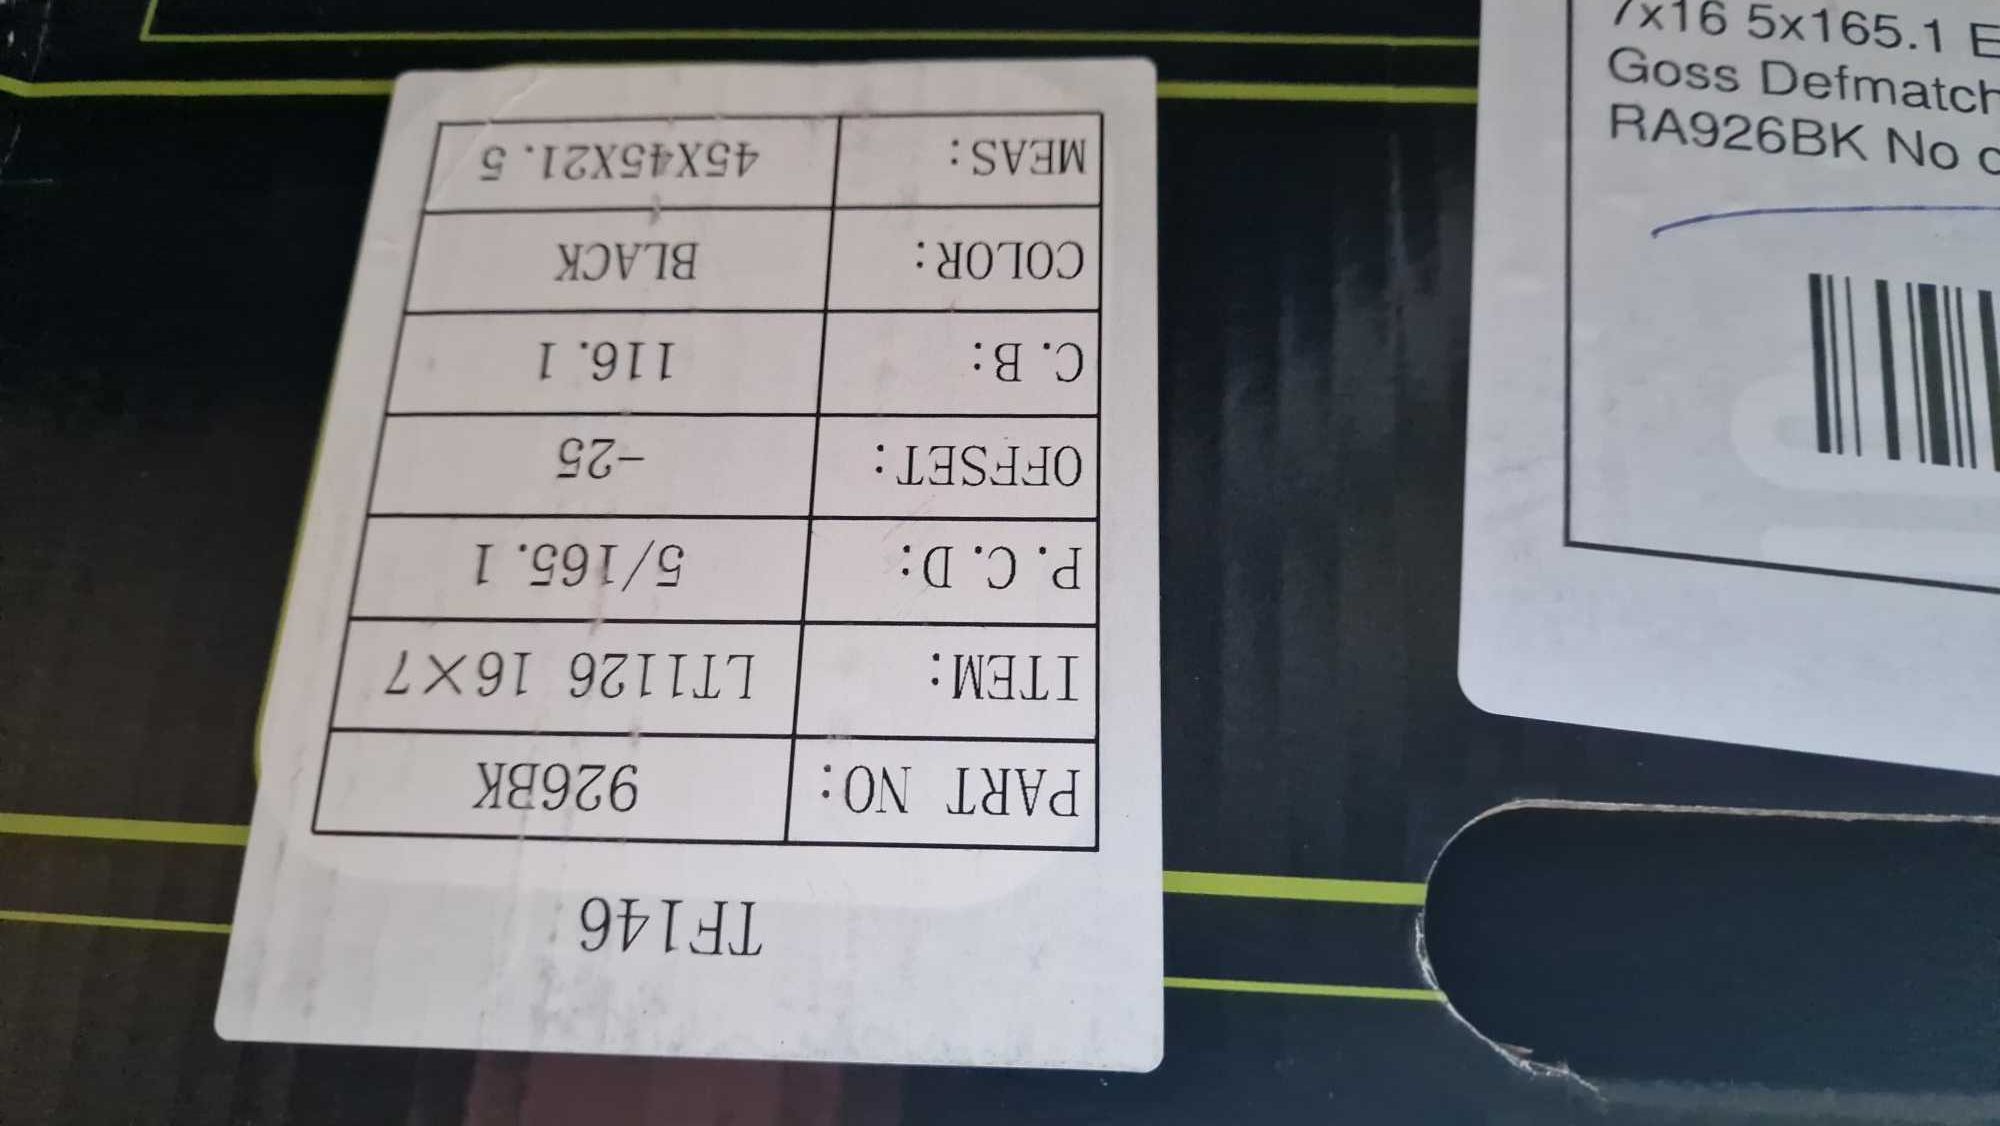 TF146
PART NO: 926BK
ITEM: LT1126 16×7
P.C.D: 5/165.1
OFFSET: -25
C.B: 116.1
COLOR: BLACK
MEAS: 45X45X21.5
7x16 5x165.1 E
Goss Defmatch
RA926BK No